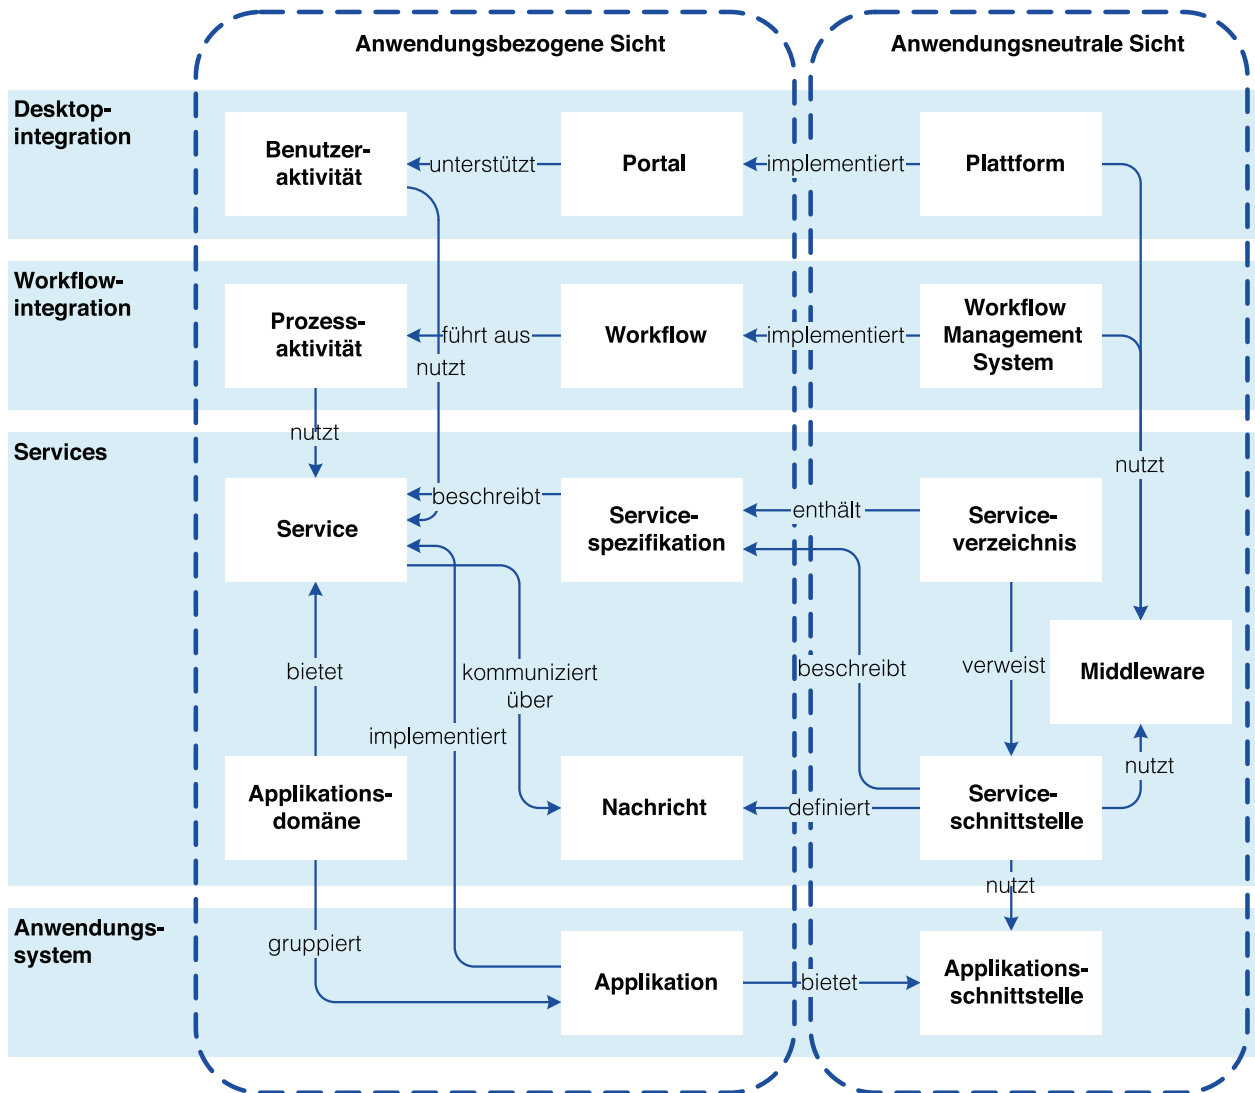 Anwendungsbezogene Sicht
Anwendungsneutrale Sicht
Desktop-
integration
Benutzer-
aktivität
unterstützt
Portal
implementiert
Plattform
Workflow-
integration
Prozess-
aktivität
führt aus
Workflow
implementiert
Workflow
Management
System
nutzt
nutzt
Services
nutzt
Service
beschreibt
Service-
spezifikation
enthält
Service-
verzeichnis
bietet
kommuniziert
über
beschreibt
verweist
Middleware
implementiert
nutzt
Applikations-
domäne
Nachricht
definiert
Service-
schnittstelle
nutzt
Anwendungs-
system
gruppiert
Applikation
bietet
Applikations-
schnittstelle